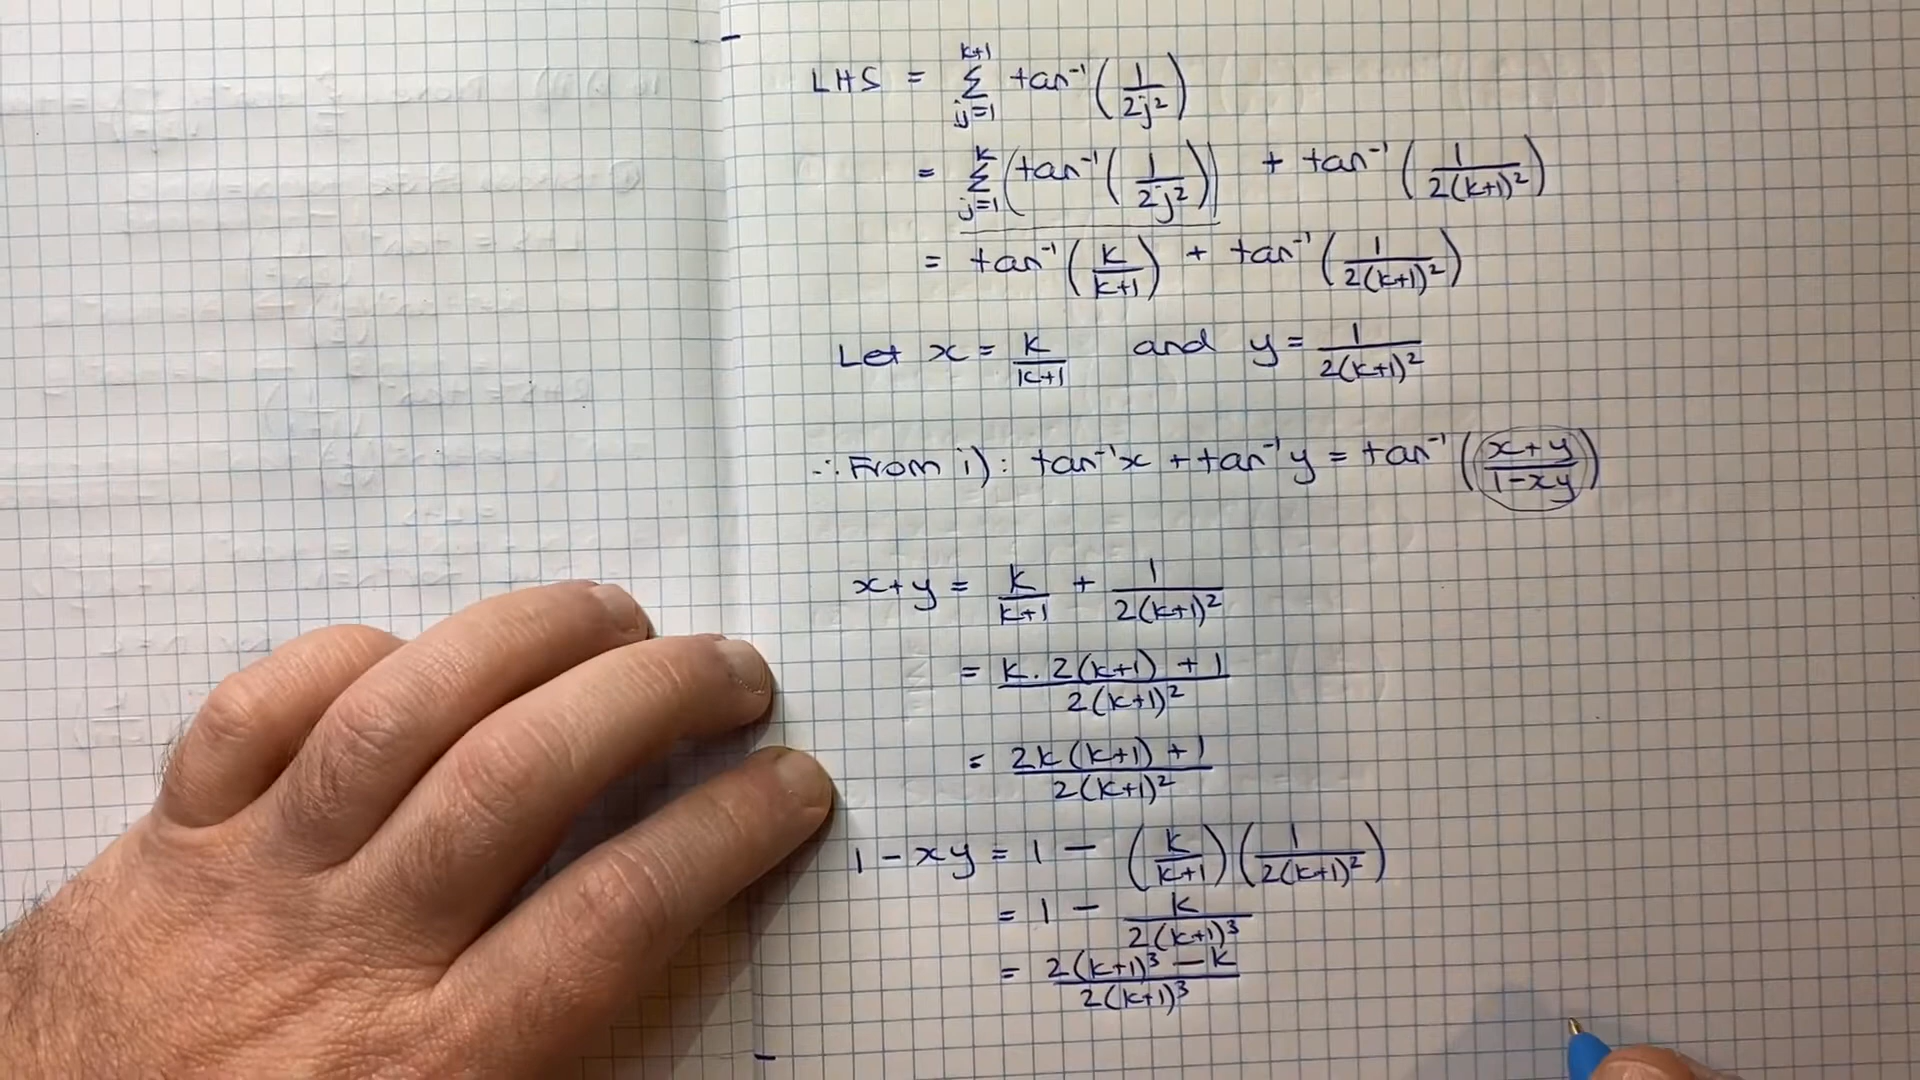 LHS = \sum_{j=1}^{k+1} tan⁻¹(1/(2j²))
= \sum_{j=1}^{k} (tan⁻¹(1/(2j²))) + tan⁻¹(1/(2(k+1)²))
= tan⁻¹(k/(k+1)) + tan⁻¹(1/(2(k+1)²))
Let x = k/(k+1) and y = 1/(2(k+1)²)
∴ From i): tan⁻¹x + tan⁻¹y = tan⁻¹((x+y)/(1-xy))
x+y = k/(k+1) + 1/(2(k+1)²)
= (k.2(k+1) + 1)/(2(k+1)²)
= (2k(k+1) + 1)/(2(k+1)²)
1-xy = 1 - (k/(k+1))(1/(2(k+1)²))
= 1 - k/(2(k+1)³)
= (2(k+1)³ - k)/(2(k+1)³)